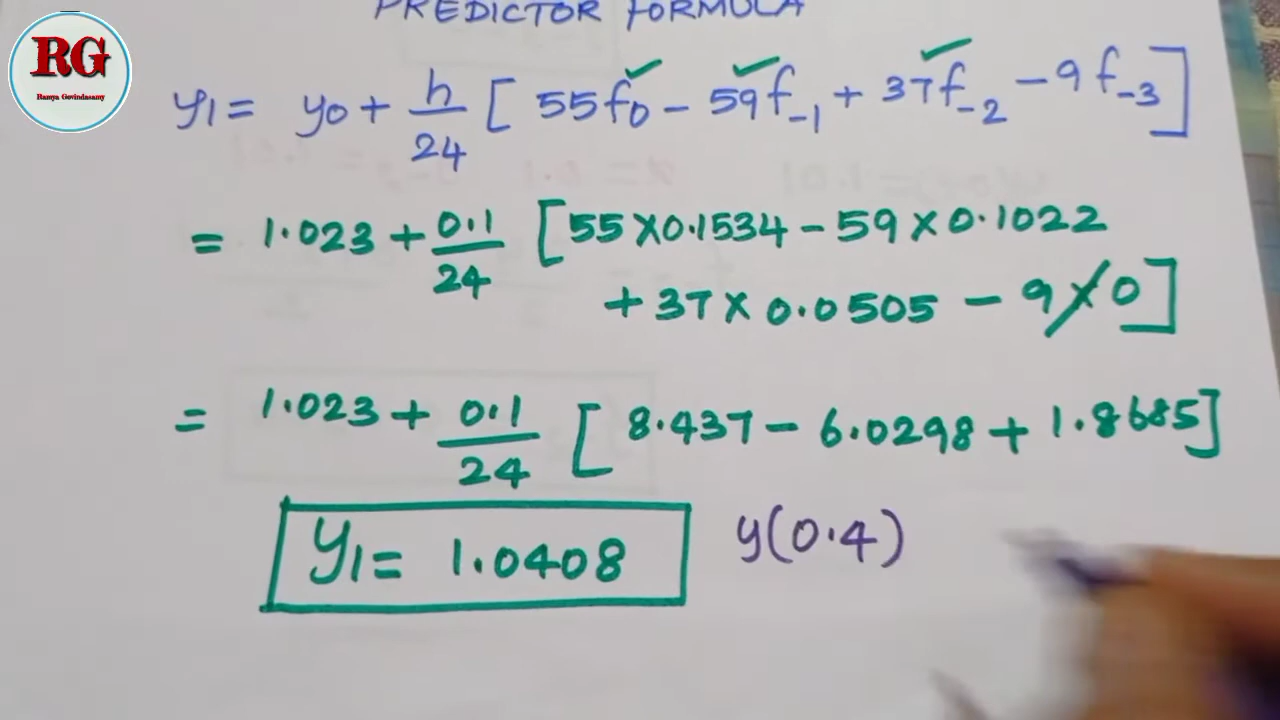 RG
Ramya Govindasamy
PREDICTOR FORMULA
y1 = y0 + h/24 [ 55f0 - 59f-1 + 37f-2 - 9f-3 ]
= 1.023 + 0.1/24 [ 55 × 0.1534 - 59 × 0.1022
+ 37 × 0.0505 - 9 × 0 ]
= 1.023 + 0.1/24 [ 8.437 - 6.0298 + 1.8685 ]
y1 = 1.0408 y(0.4)